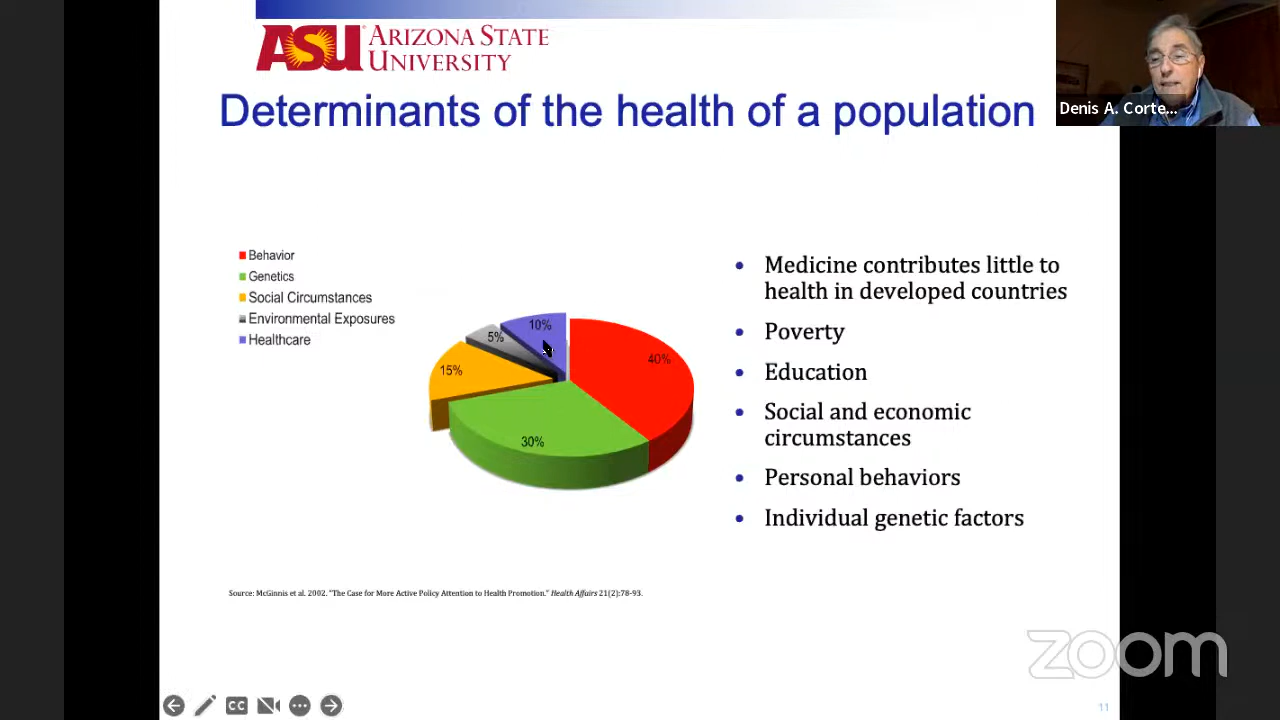 ASU ARIZONA STATE
UNIVERSITY
Determinants of the health of a population
Denis A. Corte...
Behavior
Genetics
Social Circumstances
Environmental Exposures
Healthcare
10%
5%
40%
15%
30%
• Medicine contributes little to
health in developed countries
• Poverty
• Education
• Social and economic
circumstances
• Personal behaviors
• Individual genetic factors
Source: McGinnis et al. 2002. "The Case for More Active Policy Attention to Health Promotion." Health Affairs 21(2):78-93.
zoom
CC
11